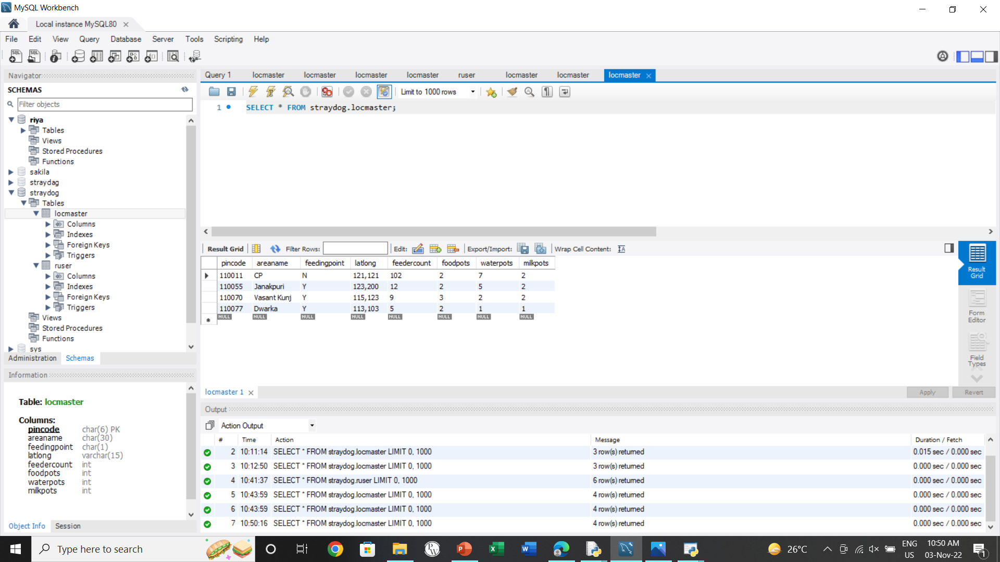 MySQL Workbench
Local instance MySQL80
File Edit View Query Database Server Tools Scripting Help
Navigator
SCHEMAS
Filter objects
riya
Tables
Views
Stored Procedures
Functions
sakila
straydag
straydog
Tables
locmaster
Columns
Indexes
Foreign Keys
Triggers
ruser
Columns
Indexes
Foreign Keys
Triggers
Views
Stored Procedures
Functions
sys
Administration Schemas
Information
Table: locmaster
Columns:
pincode char(6) PK
areaname char(30)
feedingpoint char(1)
latlong varchar(15)
feedercount int
foodpots int
waterpots int
milkpots int
Object Info Session
Query 1 locmaster locmaster locmaster locmaster ruser locmaster locmaster locmaster
Limit to 1000 rows
1 SELECT * FROM straydog.locmaster;
Result Grid Filter Rows: Edit: Export/Import: Wrap Cell Content:
pincode areaname feedingpoint latlong feedercount foodpots waterpots milkpots
110011 CP N 121,121 102 2 7 2
110055 Janakpuri Y 123,200 12 2 5 2
110070 Vasant Kunj Y 115,123 9 3 2 2
110077 Dwarka Y 113,103 5 2 1 1
NULL NULL NULL NULL NULL NULL NULL NULL
Result
Grid
Form
Editor
Field
Types
locmaster 1
Apply Revert
Output
Action Output
# Time Action Message Duration / Fetch
2 10:11:14 SELECT * FROM straydog.locmaster LIMIT 0, 1000 3 row(s) returned 0.015 sec / 0.000 sec
3 10:12:50 SELECT * FROM straydog.locmaster LIMIT 0, 1000 3 row(s) returned 0.000 sec / 0.000 sec
4 10:41:37 SELECT * FROM straydog.ruser LIMIT 0, 1000 6 row(s) returned 0.000 sec / 0.000 sec
5 10:43:59 SELECT * FROM straydog.locmaster LIMIT 0, 1000 4 row(s) returned 0.000 sec / 0.000 sec
6 10:43:59 SELECT * FROM straydog.locmaster LIMIT 0, 1000 4 row(s) returned 0.000 sec / 0.000 sec
7 10:50:16 SELECT * FROM straydog.locmaster LIMIT 0, 1000 4 row(s) returned 0.000 sec / 0.000 sec
Type here to search
26°C
ENG
US
10:50 AM
03-Nov-22
1